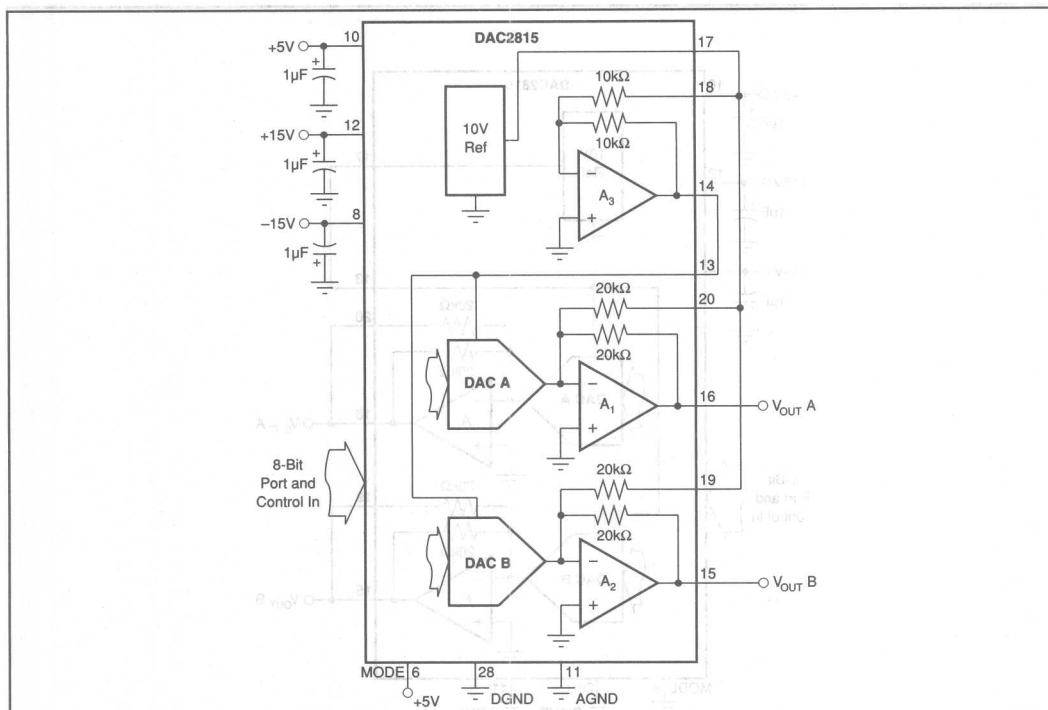 DAC2815
+5V
10
1µF
+15V
12
1µF
−15V
8
1µF
10V
Ref
17
10kΩ
18
10kΩ
A3
14
13
20
20kΩ
20kΩ
DAC A
A1
16
VOUT A
8-Bit
Port and
Control In
20kΩ
19
20kΩ
DAC B
A2
15
VOUT B
MODE
6
28
11
+5V
DGND
AGND